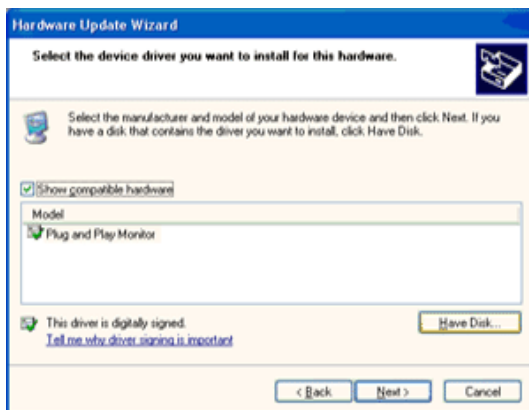 Hardware Update Wizard
Select the device driver you want to install for this hardware.
Select the manufacturer and model of your hardware device and then click Next. If you
have a disk that contains the driver you want to install, click Have Disk.
Show compatible hardware
Model
Plug and Play Monitor
This driver is digitally signed.
Have Disk...
Tell me why driver signing is important
< Back
Next >
Cancel